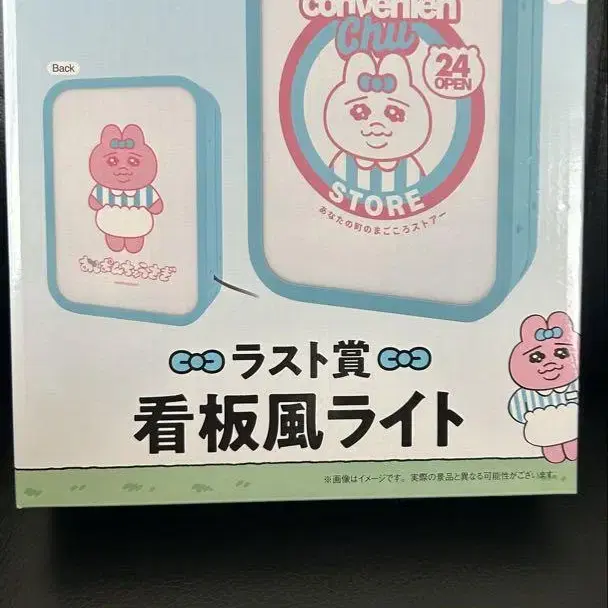 convenien
Chu
24
OPEN
STORE
あなたの町のまごころストアー
Back
おぱんちゅうさぎ
ラスト賞
看板風ライト
※画像はイメージです。実際の景品と異なる可能性がございます。